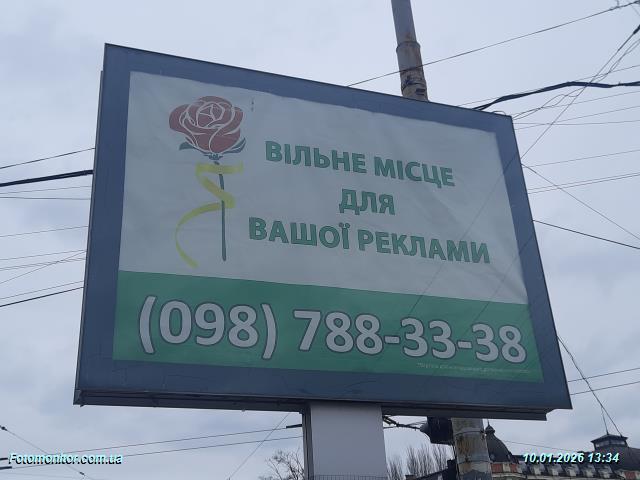 ВІЛЬНЕ МІСЦЕ
ДЛЯ
ВАШОЇ РЕКЛАМИ
(098) 788-33-38
Fotomonitor.com.ua
10.01.2026 13:34